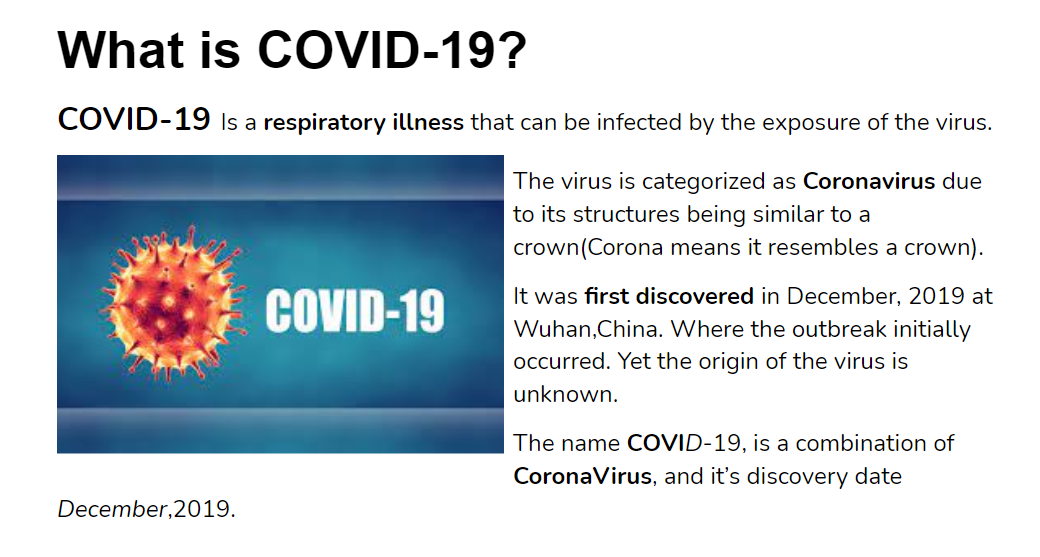 What is COVID-19?
COVID-19 Is a respiratory illness that can be infected by the exposure of the virus.
COVID-19
The virus is categorized as Coronavirus due
to its structures being similar to a
crown(Corona means it resembles a crown).
It was first discovered in December, 2019 at
Wuhan,China. Where the outbreak initially
occurred. Yet the origin of the virus is
unknown.
The name COVID-19, is a combination of
CoronaVirus, and it’s discovery date
December,2019.